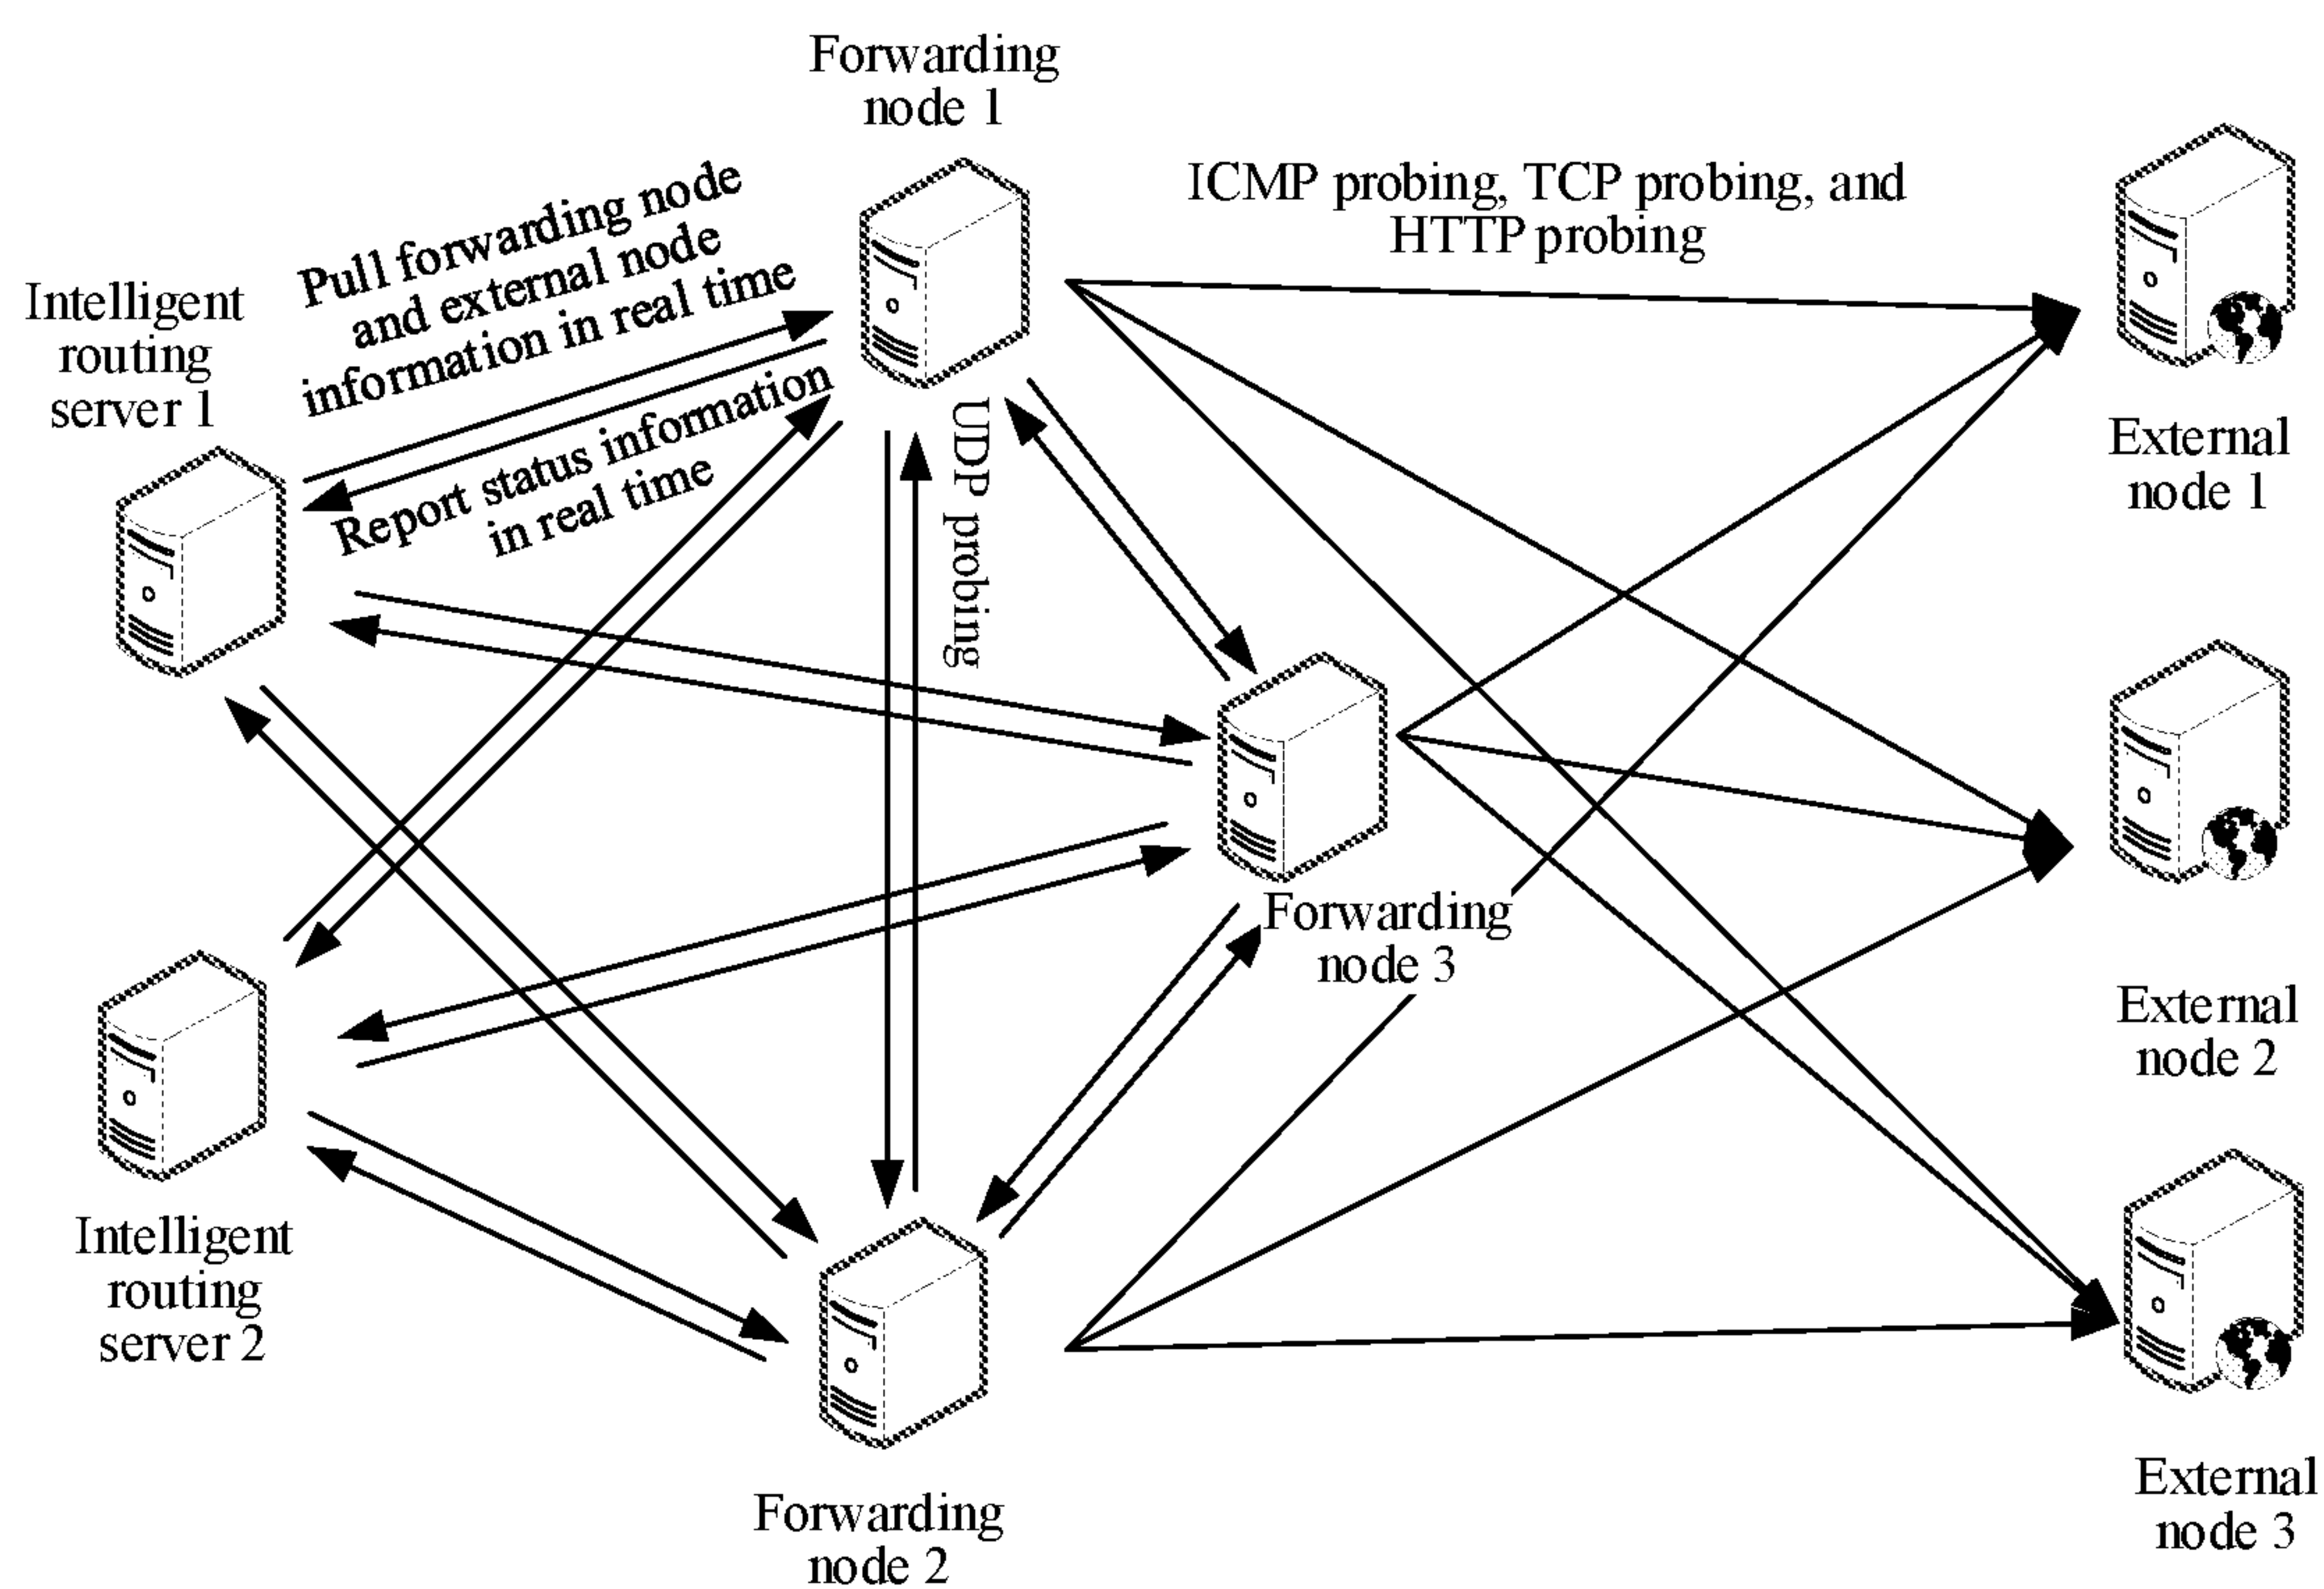 Forwarding
node 1
Pull forwarding node
and external node
information in real time
ICMP probing, TCP probing, and
HTTP probing
Intelligent
routing
server 1
Report status information
in real time
UDP probing
External
node 1
Forwarding
node 3
External
node 2
Intelligent
routing
server 2
Forwarding
node 2
External
node 3